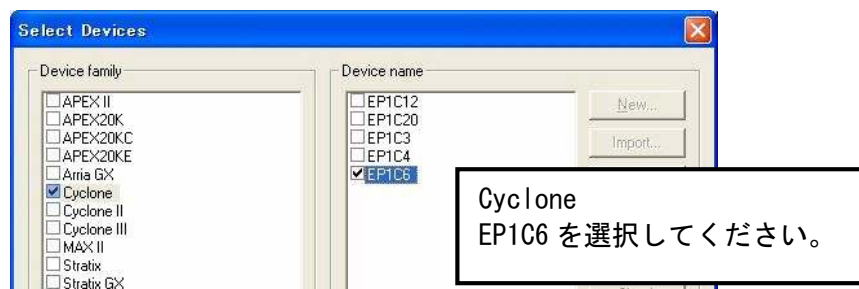 Select Devices
Device family
APEX II
APEX20K
APEX20KC
APEX20KE
Arria GX
Cyclone
Cyclone II
Cyclone III
MAX II
Stratix
Stratix GX
Device name
EP1C12
EP1C20
EP1C3
EP1C4
EP1C6
New...
Import...
Cyclone
EP1C6 を選択してください。